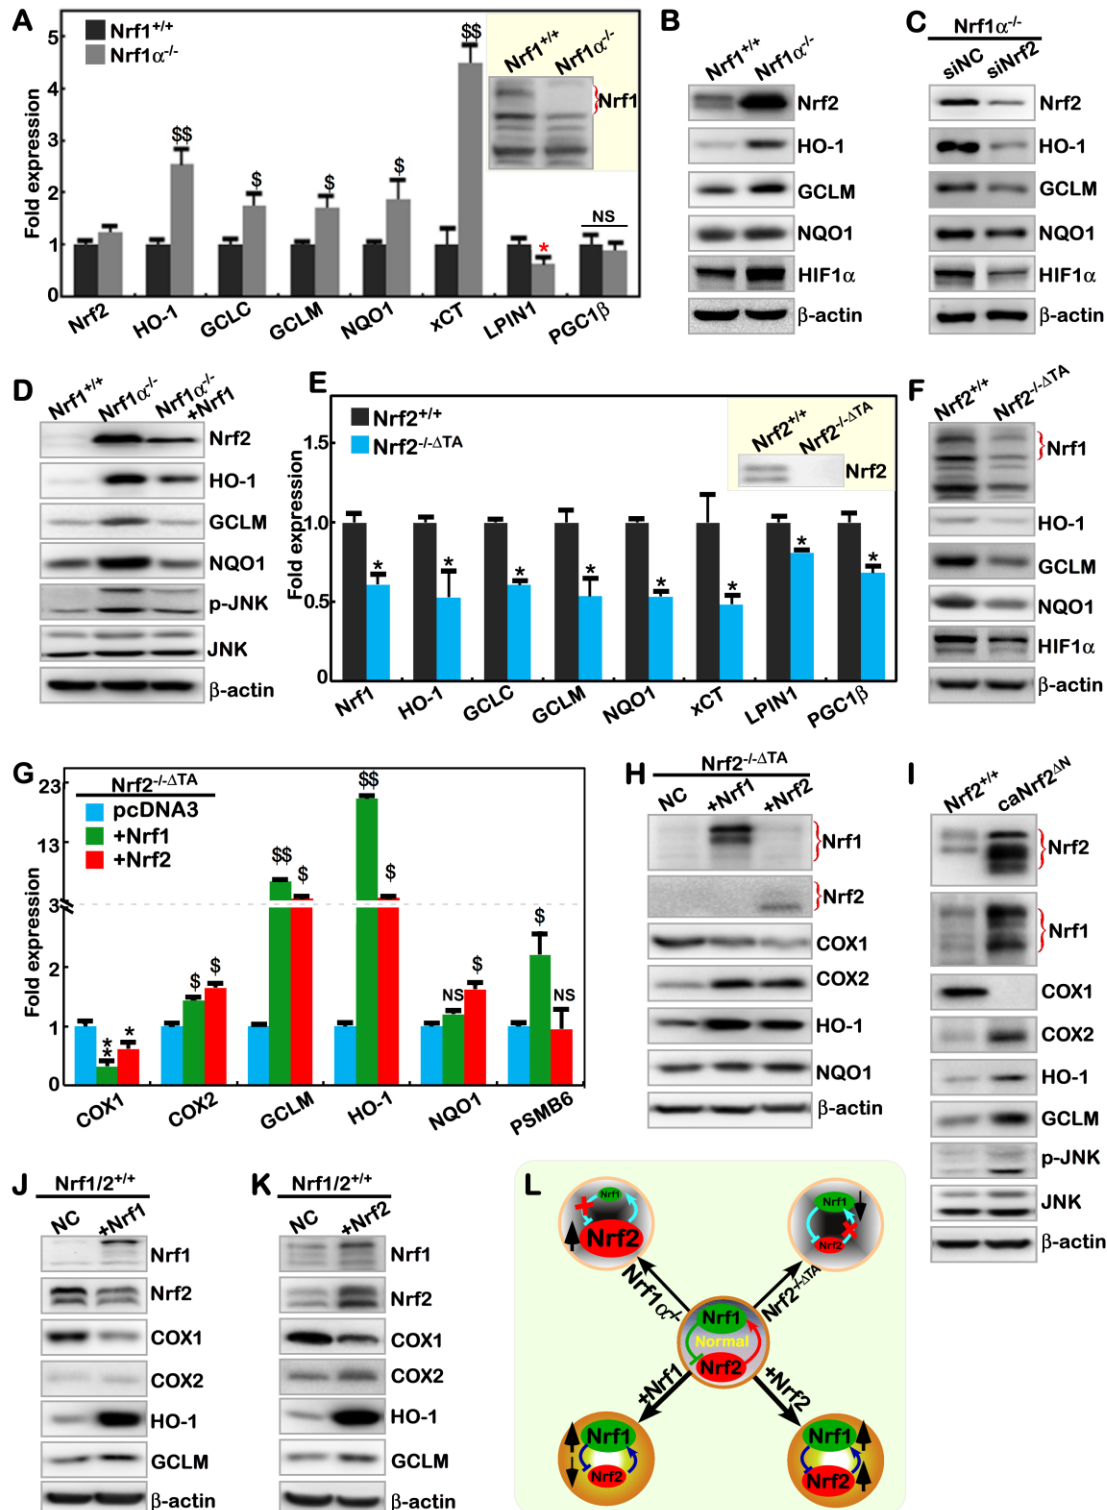 A
Nrf1+/+
Nrf1α-/-
Fold expression
5
4
3
2
1
0
$$
$
$
$
$$
*
NS
Nrf2
HO-1
GCLC
GCLM
NQO1
xCT
LPIN1
PGC1β
Nrf1+/+
Nrf1α-/-
Nrf1
B
Nrf1+/+
Nrf1α-/-
Nrf2
HO-1
GCLM
NQO1
HIF1α
β-actin
C
Nrf1α-/-
siNC
siNrf2
Nrf2
HO-1
GCLM
NQO1
HIF1α
β-actin
D
Nrf1+/+
Nrf1α-/-
Nrf1α-/-
+Nrf1
Nrf2
HO-1
GCLM
NQO1
p-JNK
JNK
β-actin
E
Nrf2+/+
Nrf2-/-ΔTA
Fold expression
1.5
1.0
0.5
0
*
*
*
*
*
*
*
*
Nrf1
HO-1
GCLC
GCLM
NQO1
xCT
LPIN1
PGC1β
Nrf2+/+
Nrf2-/-ΔTA
Nrf2
F
Nrf2+/+
Nrf2-/-ΔTA
Nrf1
HO-1
GCLM
NQO1
HIF1α
β-actin
G
Nrf2-/-ΔTA
pcDNA3
+Nrf1
+Nrf2
Fold expression
23
13
3
2
1
0
**
*
$
$
$$
$
$$
$
NS
$
$
NS
COX1
COX2
GCLM
HO-1
NQO1
PSMB6
H
Nrf2-/-ΔTA
NC
+Nrf1
+Nrf2
Nrf1
Nrf2
COX1
COX2
HO-1
NQO1
β-actin
I
Nrf2+/+
caNrf2ΔN
Nrf2
Nrf1
COX1
COX2
HO-1
GCLM
p-JNK
JNK
β-actin
J
Nrf1/2+/+
NC
+Nrf1
Nrf1
Nrf2
COX1
COX2
HO-1
GCLM
β-actin
K
Nrf1/2+/+
NC
+Nrf2
Nrf1
Nrf2
COX1
COX2
HO-1
GCLM
β-actin
L
Nrf1
Nrf2
Nrf1
Nrf2
Nrf1α-/-
Nrf2-/-ΔTA
Nrf1
Normal
Nrf2
+Nrf1
+Nrf2
Nrf1
Nrf2
Nrf1
Nrf2